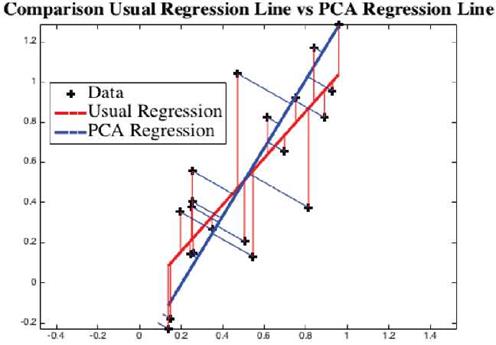 Comparison Usual Regression Line vs PCA Regression Line
1.2
1
0.8
0.6
0.4
0.2
0
-0.2
Data
Usual Regression
PCA Regression
-0.4 -0.2 0 0.2 0.4 0.6 0.8 1 1.2 1.4